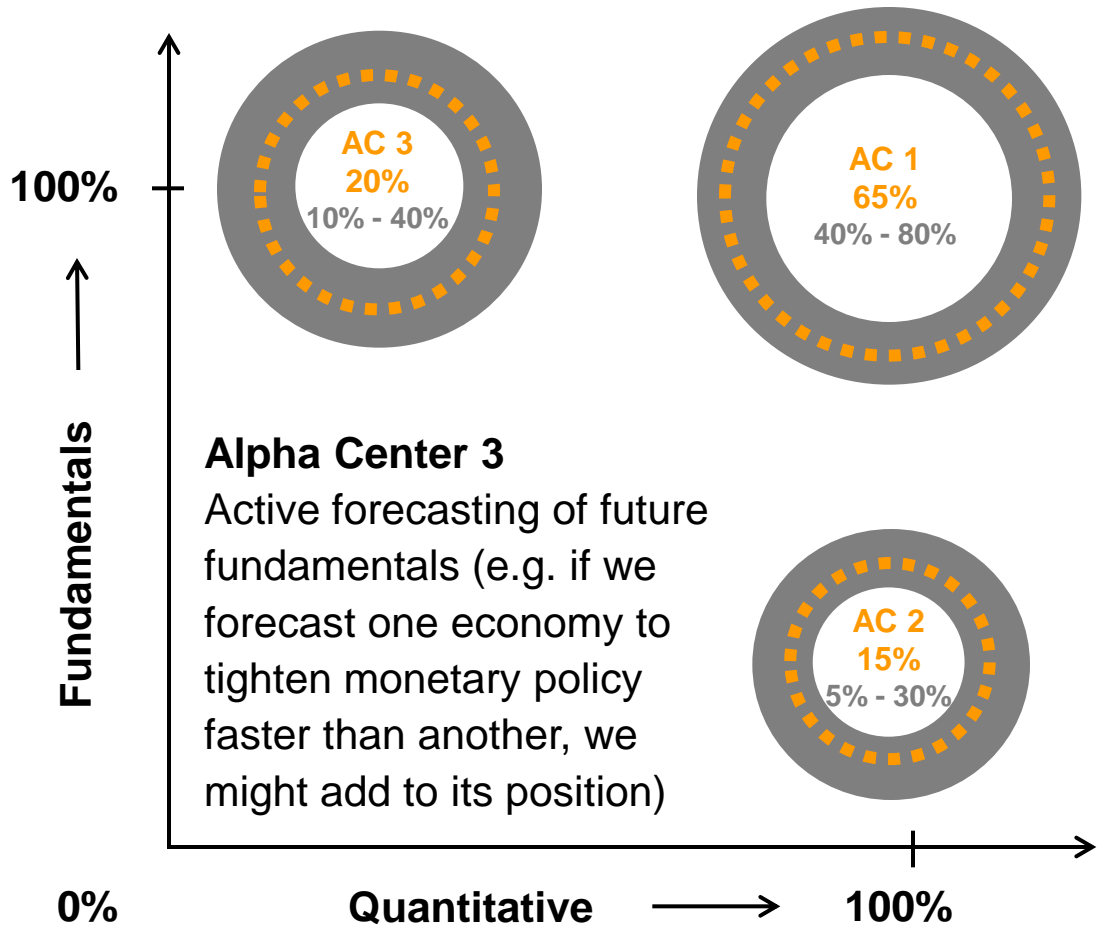 AC 3
20%
10% - 40%
AC 1
65%
40% - 80%
100%
Fundamentals
Alpha Center 3
Active forecasting of future
fundamentals (e.g. if we
forecast one economy to
tighten monetary policy
faster than another, we
might add to its position)
AC 2
15%
5% - 30%
0%
Quantitative
100%